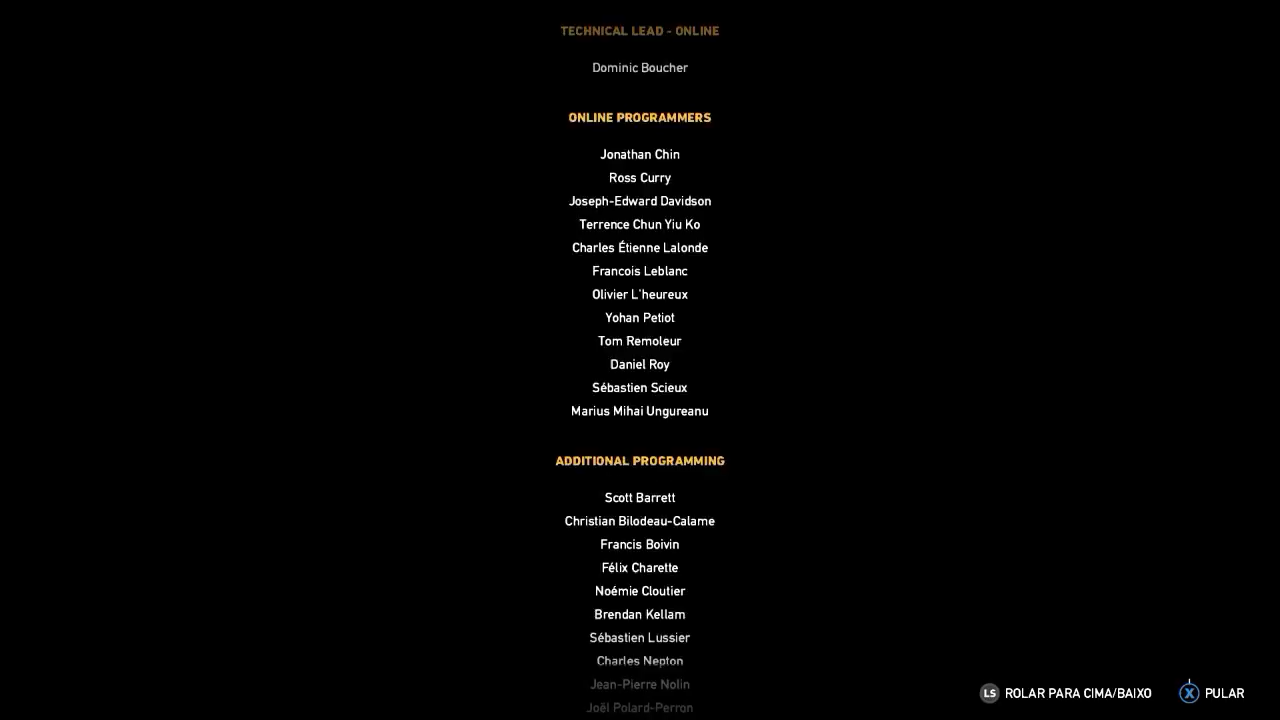 TECHNICAL LEAD - ONLINE
Dominic Boucher
ONLINE PROGRAMMERS
Jonathan Chin
Ross Curry
Joseph-Edward Davidson
Terrence Chun Yiu Ko
Charles Étienne Lalonde
Francois Leblanc
Olivier L'heureux
Yohan Petiot
Tom Remoleur
Daniel Roy
Sébastien Scieux
Marius Mihai Ungureanu
ADDITIONAL PROGRAMMING
Scott Barrett
Christian Bilodeau-Calame
Francis Boivin
Félix Charette
Noémie Cloutier
Brendan Kellam
Sébastien Lussier
Charles Nepton
Jean-Pierre Nolin
Joël Polard-Perron
LS ROLAR PARA CIMA/BAIXO X PULAR